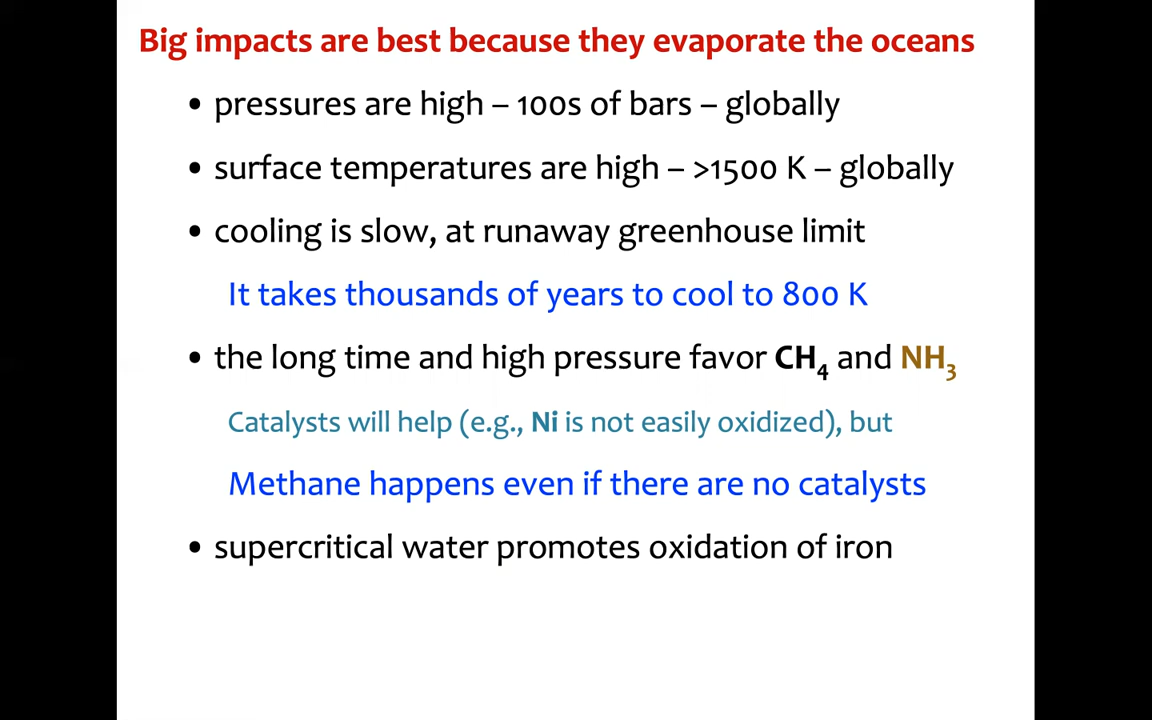 Big impacts are best because they evaporate the oceans
• pressures are high – 100s of bars – globally
• surface temperatures are high – >1500 K – globally
• cooling is slow, at runaway greenhouse limit
It takes thousands of years to cool to 800 K
• the long time and high pressure favor CH₄ and NH₃
Catalysts will help (e.g., Ni is not easily oxidized), but
Methane happens even if there are no catalysts
• supercritical water promotes oxidation of iron